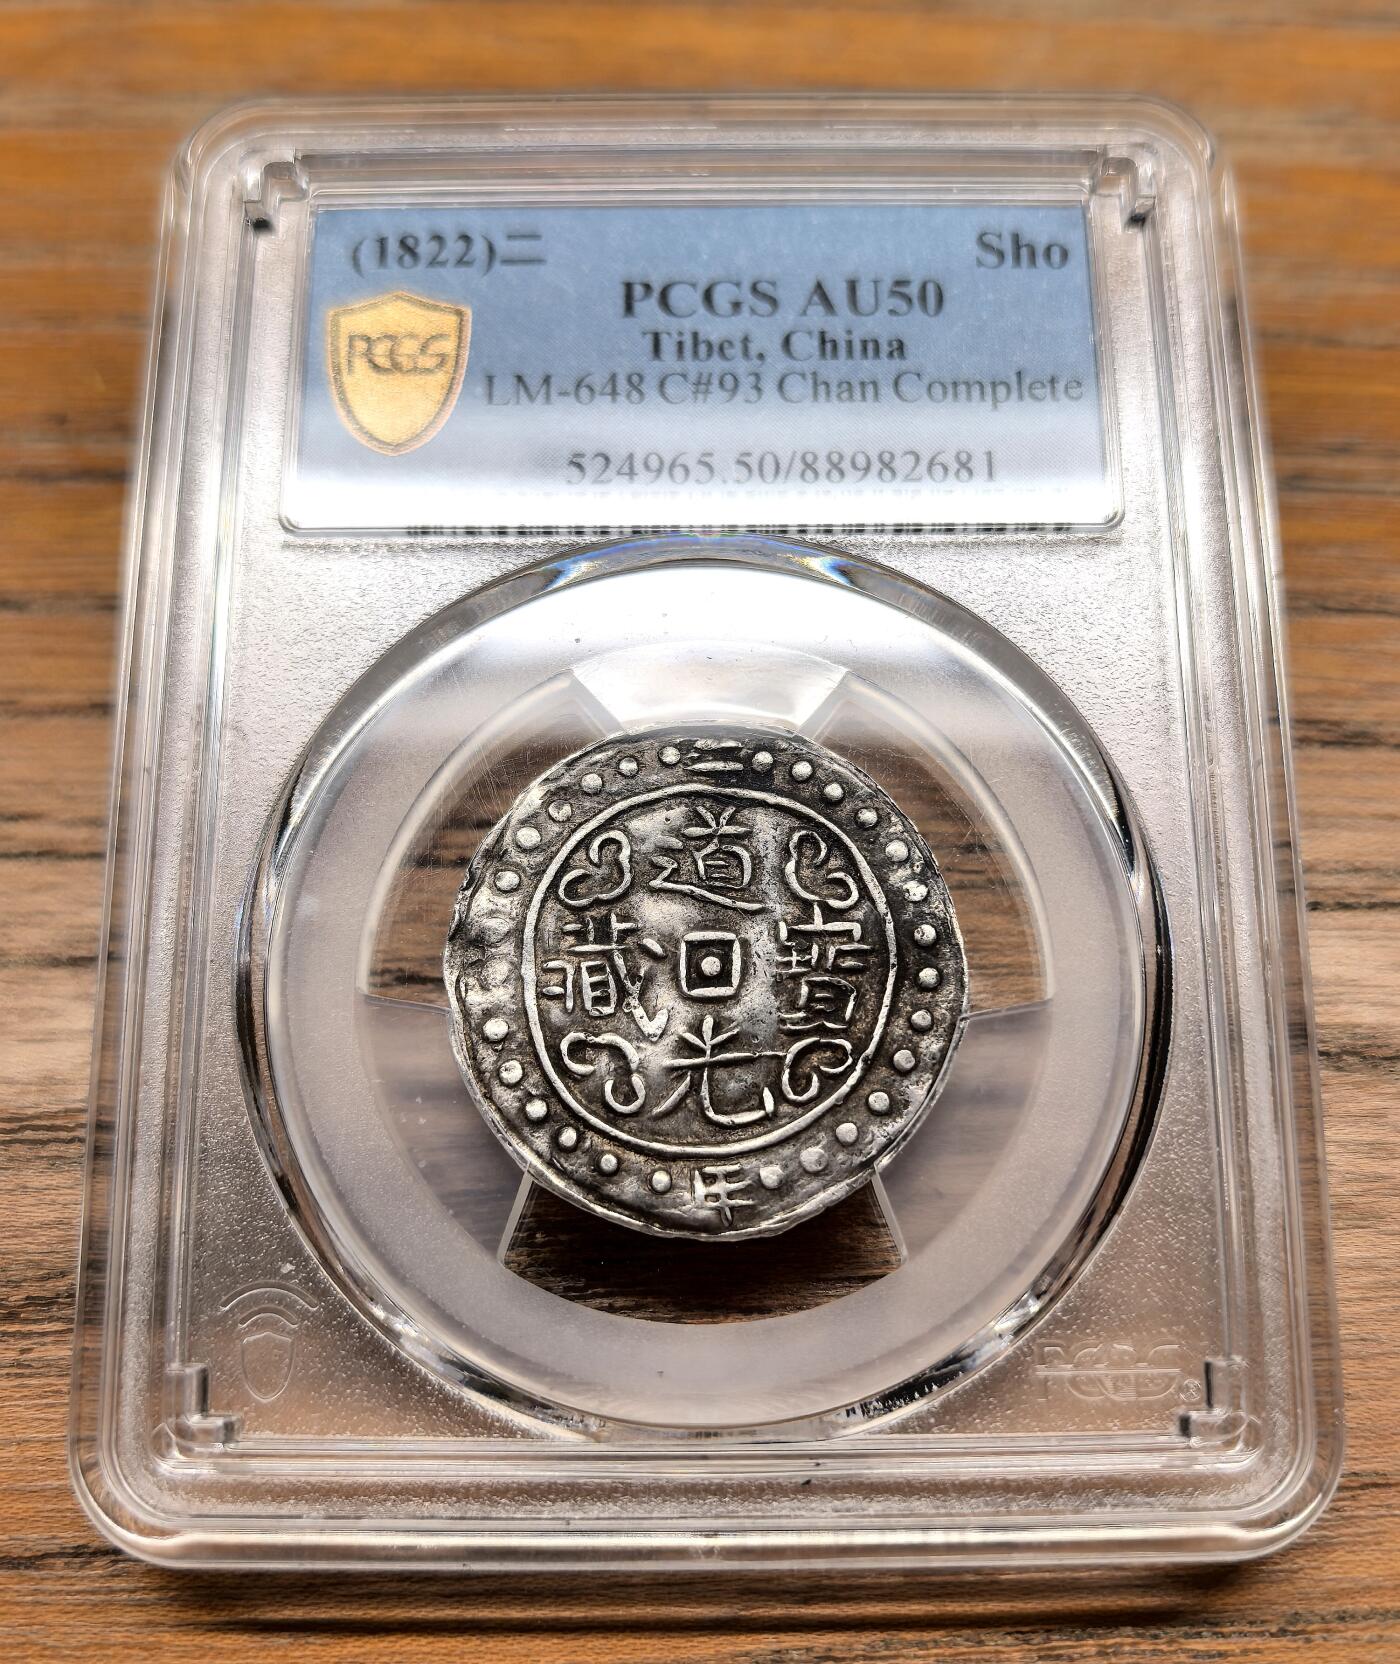 (1822)二 Sho
PCGS AU50
Tibet, China
PCGS
LM-648 C#93 Chan Complete
524965.50/88982681
二
道
藏 寶
光
年
PCGS